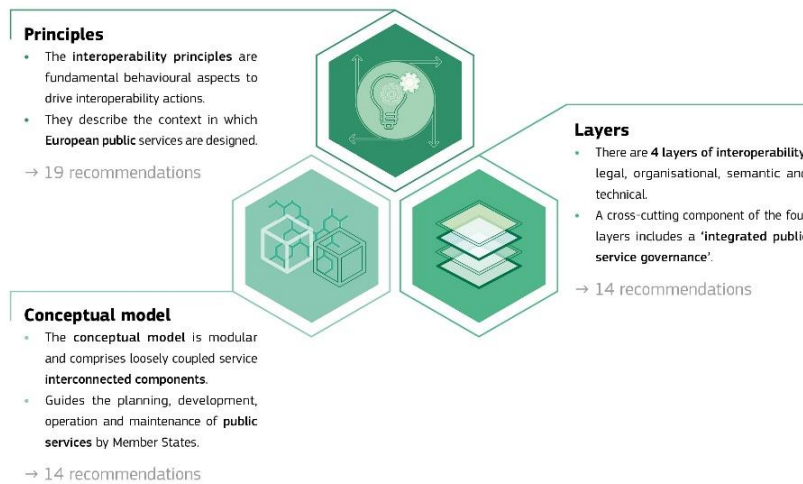 Principles
• The interoperability principles are
fundamental behavioural aspects to
drive interoperability actions.
• They describe the context in which
European public services are designed.
→ 19 recommendations
Layers
• There are 4 layers of interoperability
legal, organisational, semantic and
technical.
• A cross-cutting component of the fou
layers includes a ‘integrated public
service governance’.
→ 14 recommendations
Conceptual model
• The conceptual model is modular
and comprises loosely coupled service
interconnected components.
• Guides the planning, development,
operation and maintenance of public
services by Member States.
→ 14 recommendations